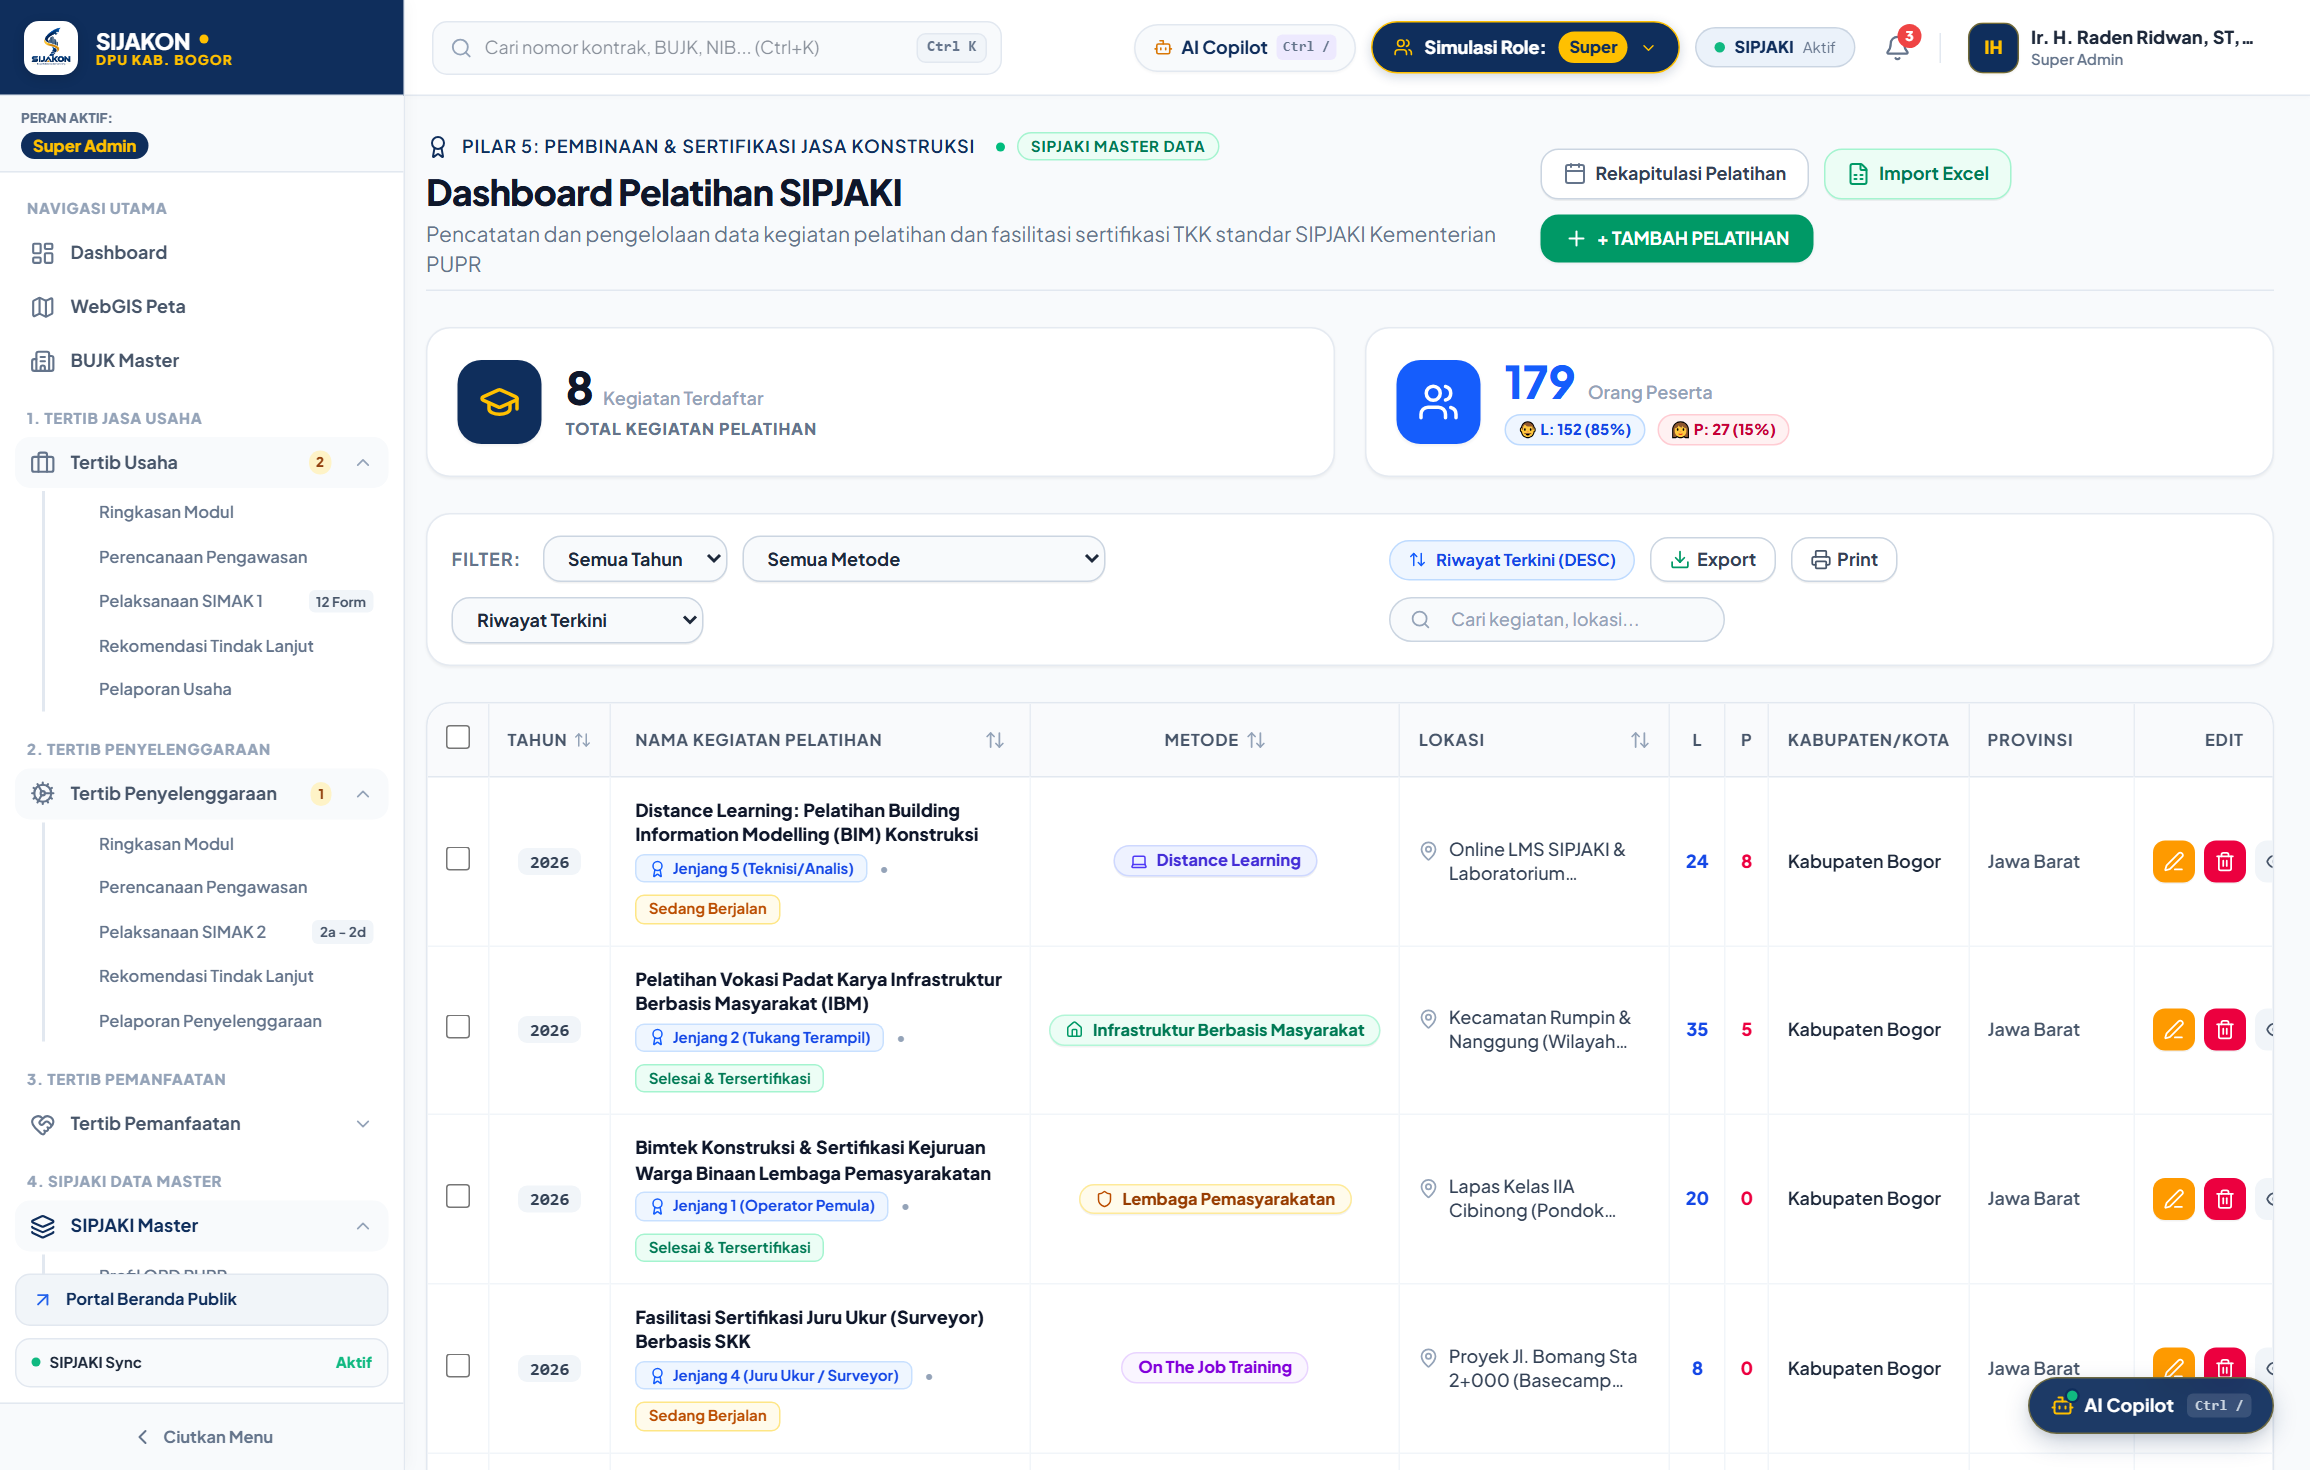 SIJAKON
DPU KAB. BOGOR
SIJAKON
Cari nomor kontrak, BUJK, NIB... (Ctrl+K)
Ctrl K
AI Copilot
Ctrl /
Simulasi Role:
Super
SIPJAKI Aktif
3
IH
Ir. H. Raden Ridwan, ST,...
Super Admin
PERAN AKTIF:
Super Admin
NAVIGASI UTAMA
Dashboard
WebGIS Peta
BUJK Master
1. TERTIB JASA USAHA
Tertib Usaha
2
Ringkasan Modul
Perencanaan Pengawasan
Pelaksanaan SIMAK 1
12 Form
Rekomendasi Tindak Lanjut
Pelaporan Usaha
2. TERTIB PENYELENGGARAAN
Tertib Penyelenggaraan
1
Ringkasan Modul
Perencanaan Pengawasan
Pelaksanaan SIMAK 2
2a - 2d
Rekomendasi Tindak Lanjut
Pelaporan Penyelenggaraan
3. TERTIB PEMANFAATAN
Tertib Pemanfaatan
4. SIPJAKI DATA MASTER
SIPJAKI Master
Portal Beranda Publik
SIPJAKI Sync
Aktif
Ciutkan Menu
PILAR 5: PEMBINAAN & SERTIFIKASI JASA KONSTRUKSI
SIPJAKI MASTER DATA
Dashboard Pelatihan SIPJAKI
Pencatatan dan pengelolaan data kegiatan pelatihan dan fasilitasi sertifikasi TKK standar SIPJAKI Kementerian
PUPR
Rekapitulasi Pelatihan
Import Excel
+ TAMBAH PELATIHAN
8 Kegiatan Terdaftar
TOTAL KEGIATAN PELATIHAN
179 Orang Peserta
L: 152 (85%)
P: 27 (15%)
FILTER:
Semua Tahun
Semua Metode
Riwayat Terkini
Riwayat Terkini (DESC)
Export
Print
Cari kegiatan, lokasi...
TAHUN
NAMA KEGIATAN PELATIHAN
METODE
LOKASI
L
P
KABUPATEN/KOTA
PROVINSI
EDIT
2026
Distance Learning: Pelatihan Building
Information Modelling (BIM) Konstruksi
Jenjang 5 (Teknisi/Analis)
Sedang Berjalan
Distance Learning
Online LMS SIPJAKI &
Laboratorium...
24
8
Kabupaten Bogor
Jawa Barat
2026
Pelatihan Vokasi Padat Karya Infrastruktur
Berbasis Masyarakat (IBM)
Jenjang 2 (Tukang Terampil)
Selesai & Tersertifikasi
Infrastruktur Berbasis Masyarakat
Kecamatan Rumpin &
Nanggung (Wilayah...
35
5
Kabupaten Bogor
Jawa Barat
2026
Bimtek Konstruksi & Sertifikasi Kejuruan
Warga Binaan Lembaga Pemasyarakatan
Jenjang 1 (Operator Pemula)
Selesai & Tersertifikasi
Lembaga Pemasyarakatan
Lapas Kelas IIA
Cibinong (Pondok...
20
0
Kabupaten Bogor
Jawa Barat
2026
Fasilitasi Sertifikasi Juru Ukur (Surveyor)
Berbasis SKK
Jenjang 4 (Juru Ukur / Surveyor)
Sedang Berjalan
On The Job Training
Proyek Jl. Bomang Sta
2+000 (Basecamp...
8
0
Kabupaten Bogor
Jawa Barat
AI Copilot
Ctrl /